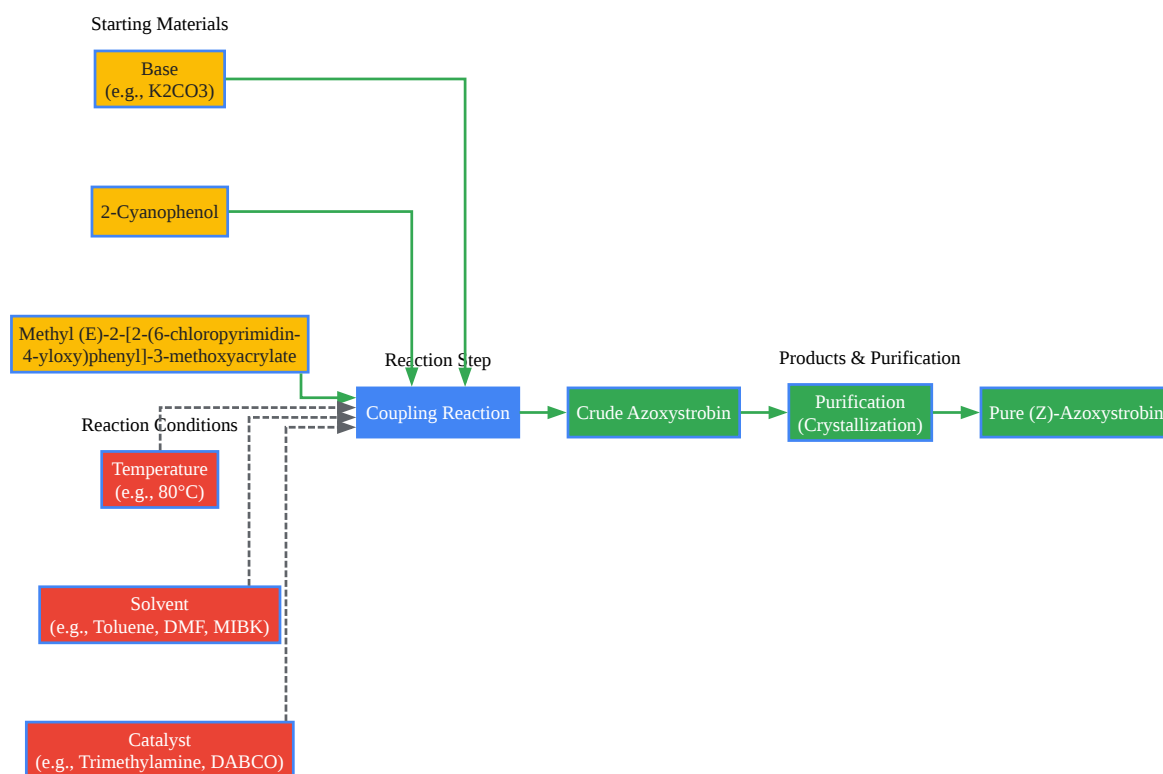 Starting Materials
Base
(e.g., K2CO3)
2-Cyanophenol
Methyl (E)-2-[2-(6-chloropyrimidin-
4-yloxy)phenyl]-3-methoxyacrylate
Reaction Step
Coupling Reaction
Crude Azoxystrobin
Products & Purification
Purification
(Crystallization)
Pure (Z)-Azoxystrobin
Reaction Conditions
Temperature
(e.g., 80°C)
Solvent
(e.g., Toluene, DMF, MIBK)
Catalyst
(e.g., Trimethylamine, DABCO)